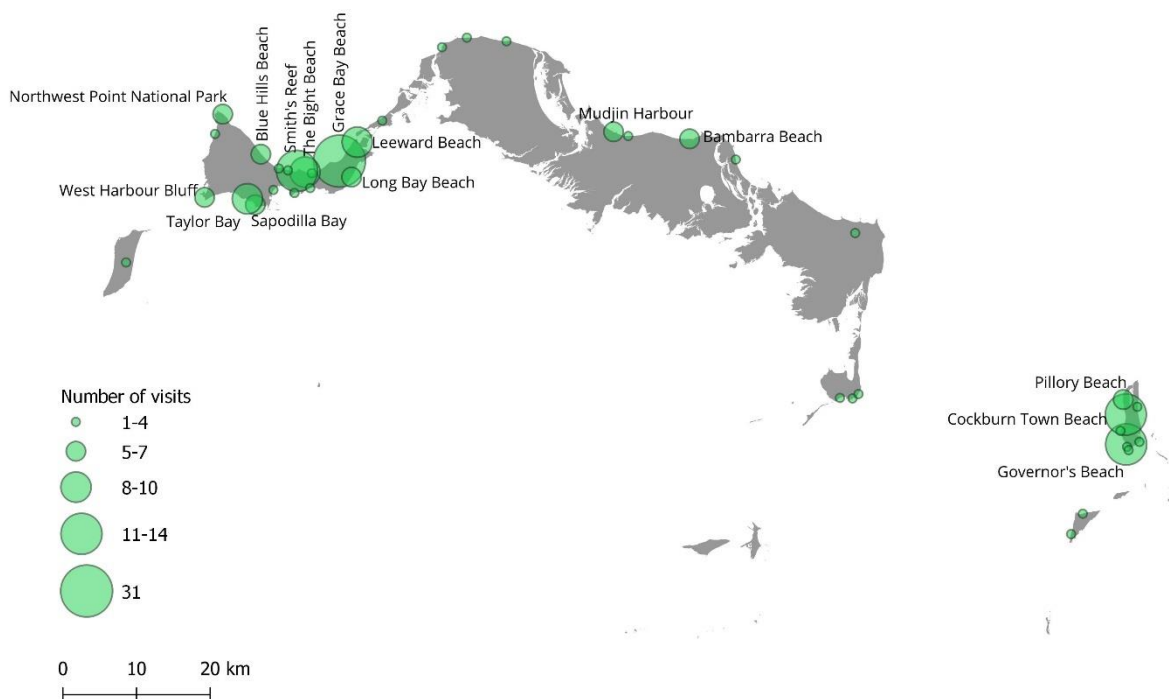 Northwest Point National Park
Blue Hills Beach
Smith's Reef
The Bight Beach
Grace Bay Beach
Leeward Beach
Mudjin Harbour
Bambarra Beach
West Harbour Bluff
Long Bay Beach
Taylor Bay
Sapodilla Bay
Pillory Beach
Cockburn Town Beach
Governor's Beach
Number of visits
1-4
5-7
8-10
11-14
31
0 10 20 km